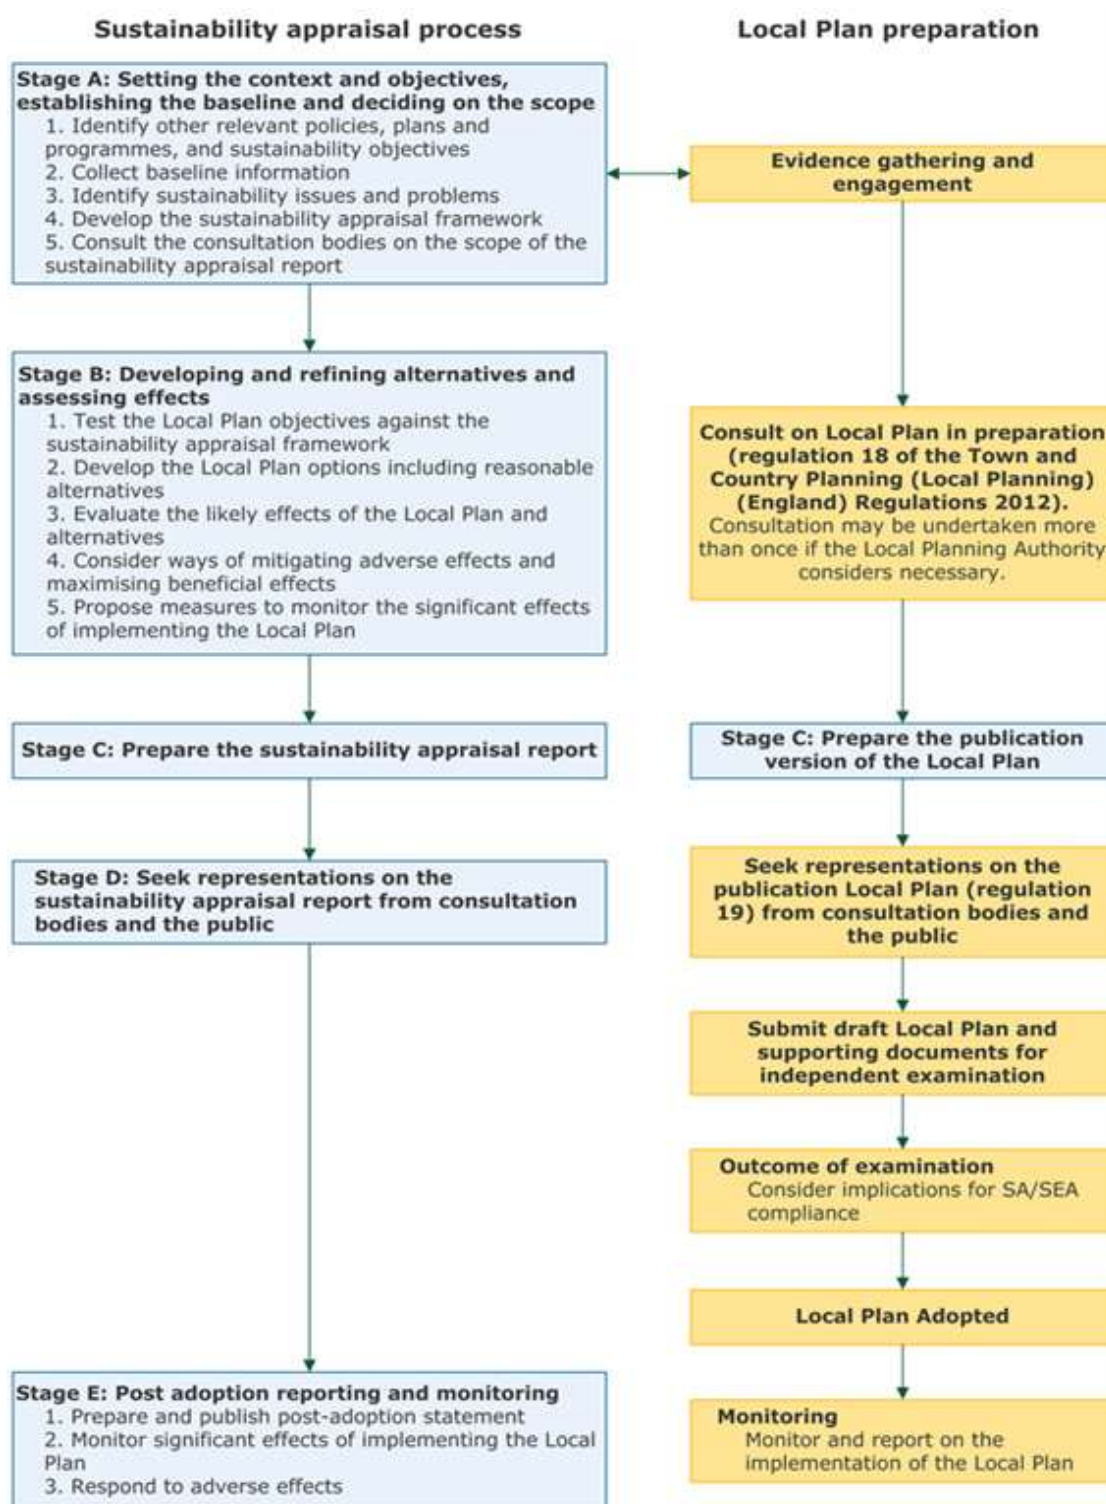 Sustainability appraisal process
Local Plan preparation
Stage A: Setting the context and objectives,
establishing the baseline and deciding on the scope
1. Identify other relevant policies, plans and
programmes, and sustainability objectives
2. Collect baseline information
3. Identify sustainability issues and problems
4. Develop the sustainability appraisal framework
5. Consult the consultation bodies on the scope of the
sustainability appraisal report
Evidence gathering and
engagement
Stage B: Developing and refining alternatives and
assessing effects
1. Test the Local Plan objectives against the
sustainability appraisal framework
2. Develop the Local Plan options including reasonable
alternatives
3. Evaluate the likely effects of the Local Plan and
alternatives
4. Consider ways of mitigating adverse effects and
maximising beneficial effects
5. Propose measures to monitor the significant effects
of implementing the Local Plan
Consult on Local Plan in preparation
(regulation 18 of the Town and
Country Planning (Local Planning)
(England) Regulations 2012).
Consultation may be undertaken more
than once if the Local Planning Authority
considers necessary.
Stage C: Prepare the sustainability appraisal report
Stage C: Prepare the publication
version of the Local Plan
Stage D: Seek representations on the
sustainability appraisal report from consultation
bodies and the public
Seek representations on the
publication Local Plan (regulation
19) from consultation bodies and
the public
Submit draft Local Plan and
supporting documents for
independent examination
Outcome of examination
Consider implications for SA/SEA
compliance
Local Plan Adopted
Stage E: Post adoption reporting and monitoring
1. Prepare and publish post-adoption statement
2. Monitor significant effects of implementing the Local
Plan
3. Respond to adverse effects
Monitoring
Monitor and report on the
implementation of the Local Plan